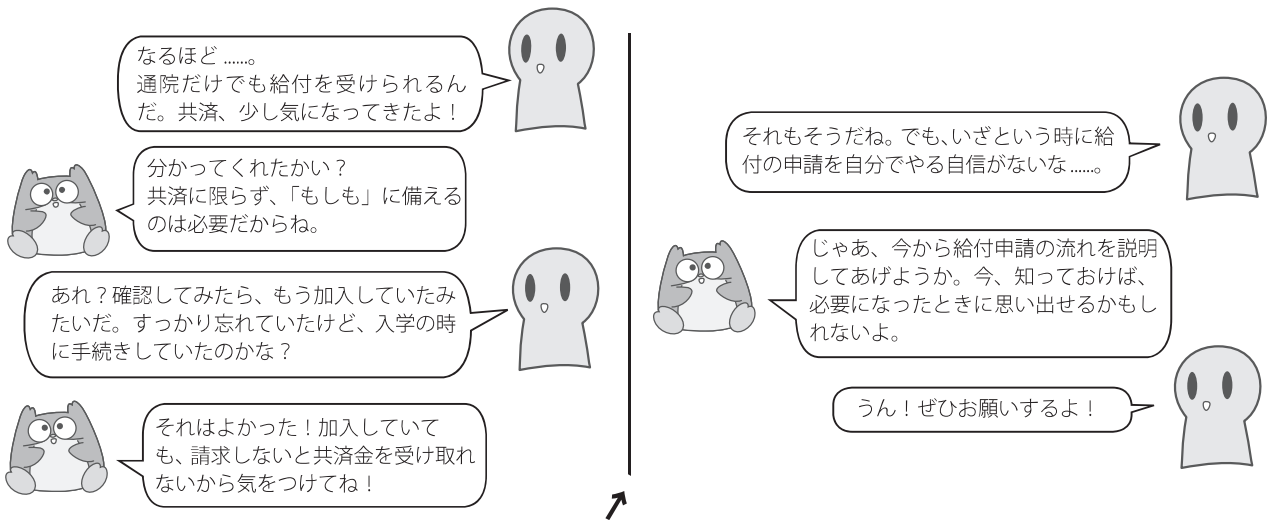 なるほど……。
通院だけでも給付を受けられるん
だ。共済、少し気になってきたよ！
分かってくれたかい？
共済に限らず、「もしも」に備える
のは必要だからね。
あれ？確認してみたら、もう加入していたみ
たいだ。すっかり忘れていたけど、入学の時
に手続きしていたのかな？
それはよかった！加入していて
も、請求しないと共済金を受け取れ
ないから気をつけてね！
それもそうだね。でも、いざという時に給
付の申請を自分でやる自信がないな……。
じゃあ、今から給付申請の流れを説明
してあげようか。今、知っておけば、
必要になったときに思い出せるかもし
れないよ。
うん！ぜひお願いするよ！